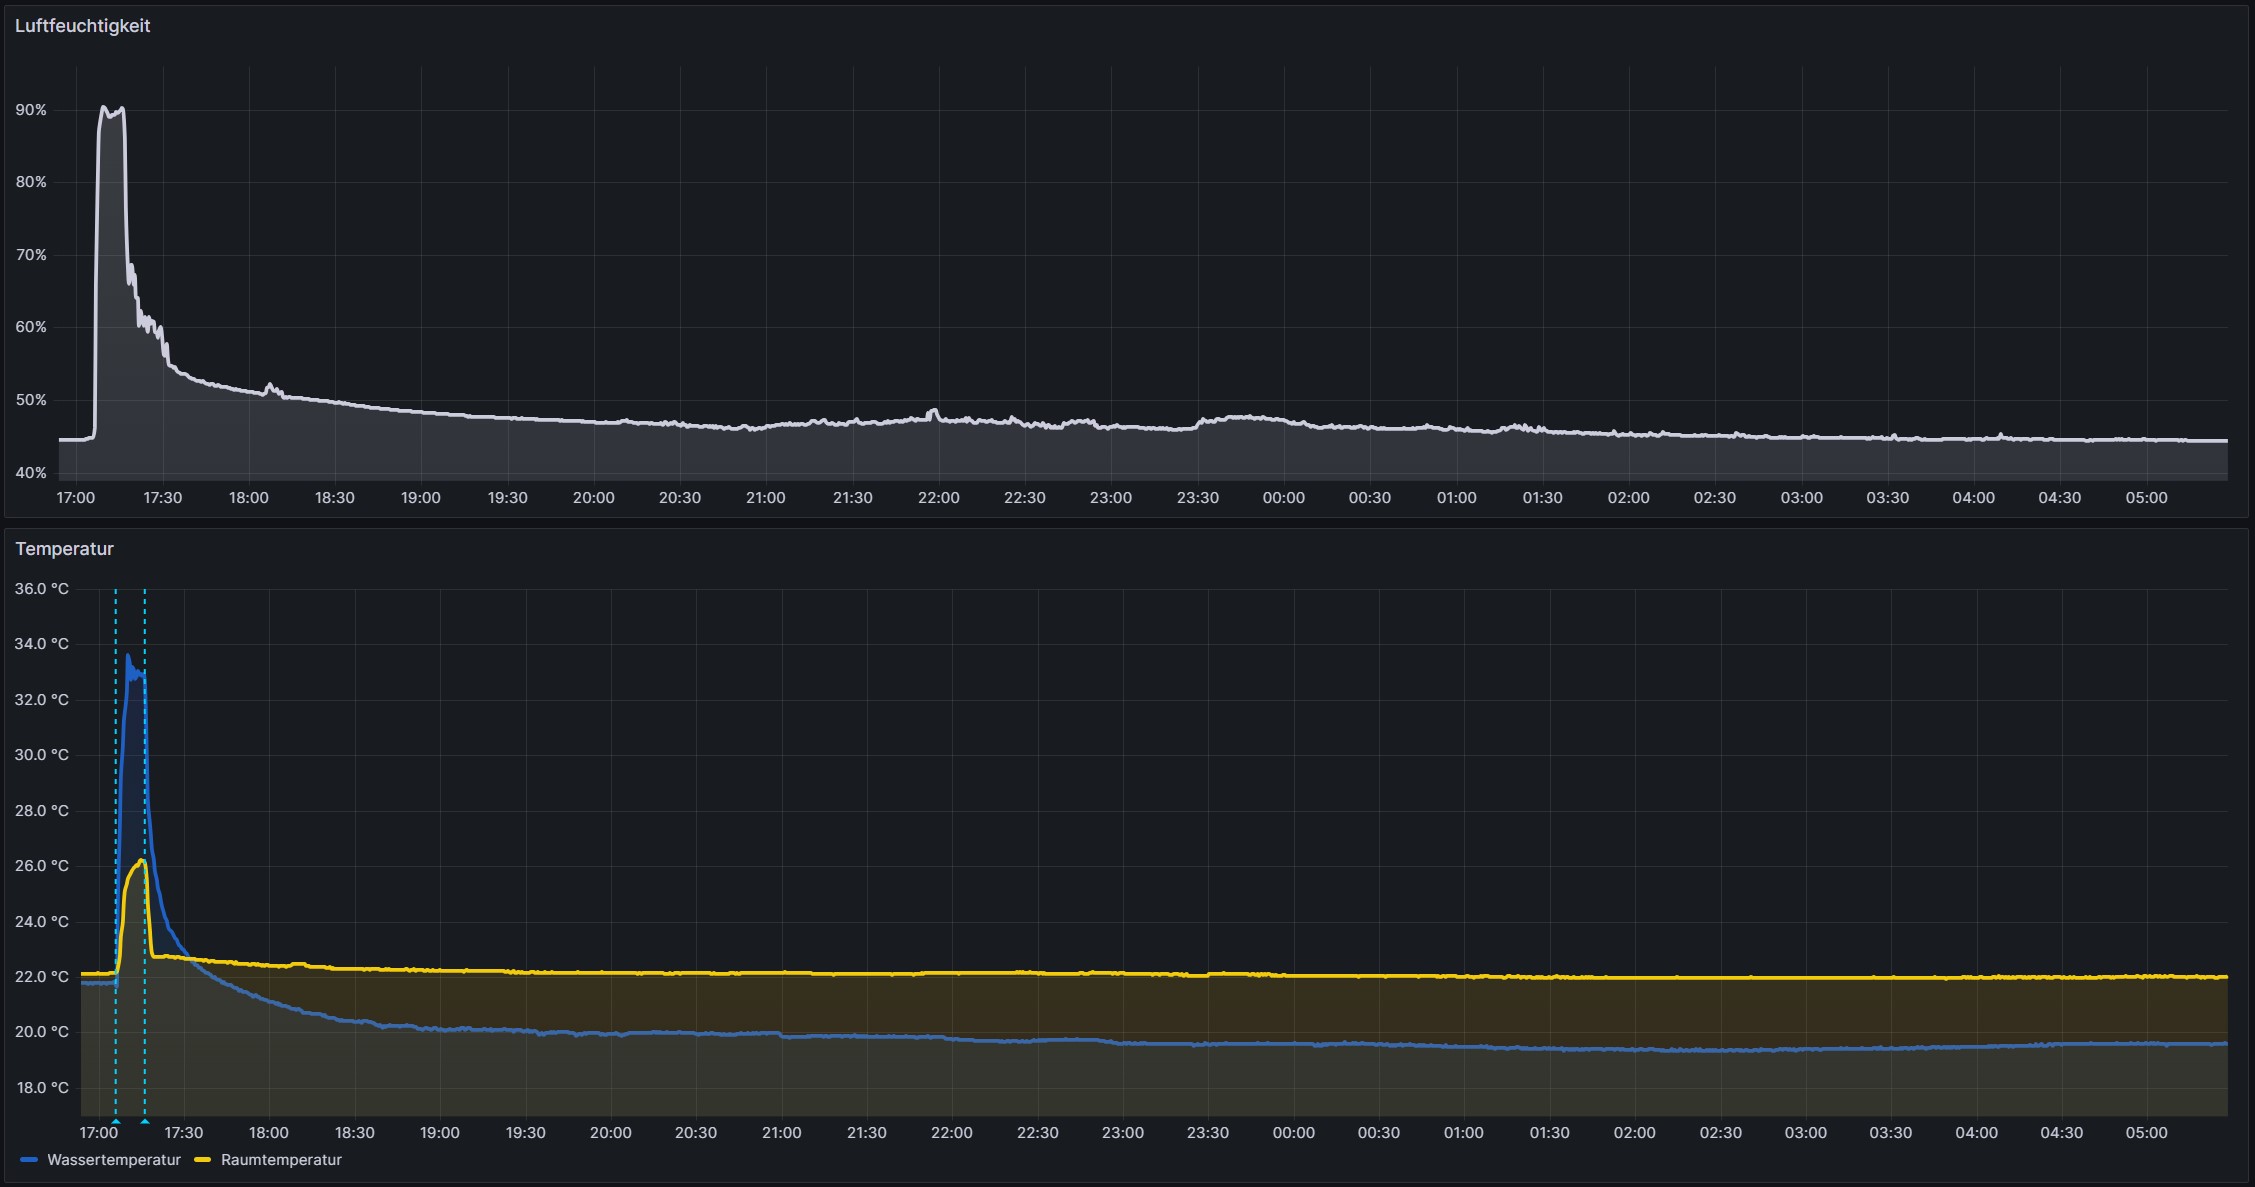 Luftfeuchtigkeit
90%
80%
70%
60%
50%
40%
17:00 17:30 18:00 18:30 19:00 19:30 20:00 20:30 21:00 21:30 22:00 22:30 23:00 23:30 00:00 00:30 01:00 01:30 02:00 02:30 03:00 03:30 04:00 04:30 05:00
Temperatur
36.0 °C
34.0 °C
32.0 °C
30.0 °C
28.0 °C
26.0 °C
24.0 °C
22.0 °C
20.0 °C
18.0 °C
17:00 17:30 18:00 18:30 19:00 19:30 20:00 20:30 21:00 21:30 22:00 22:30 23:00 23:30 00:00 00:30 01:00 01:30 02:00 02:30 03:00 03:30 04:00 04:30 05:00
Wassertemperatur Raumtemperatur